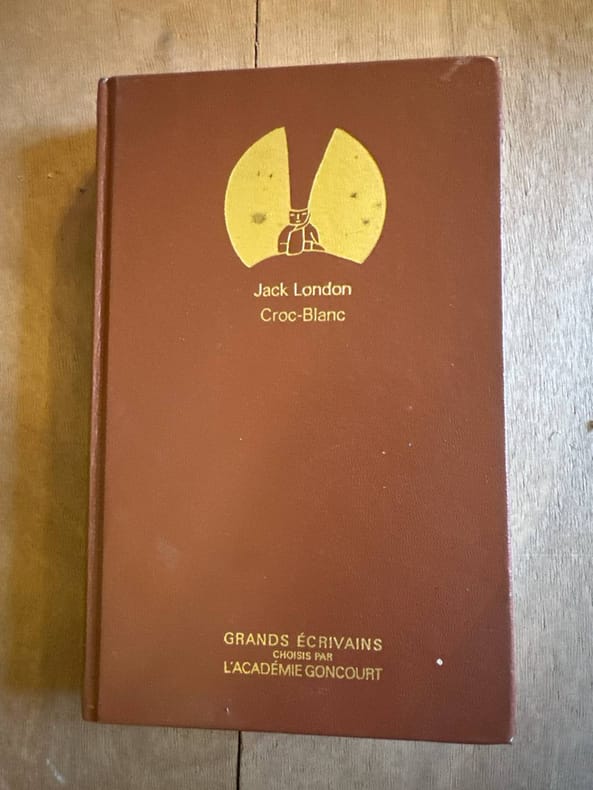 Jack London
Croc-Blanc
GRANDS ÉCRIVAINS
CHOISIS PAR
L'ACADÉMIE GONCOURT